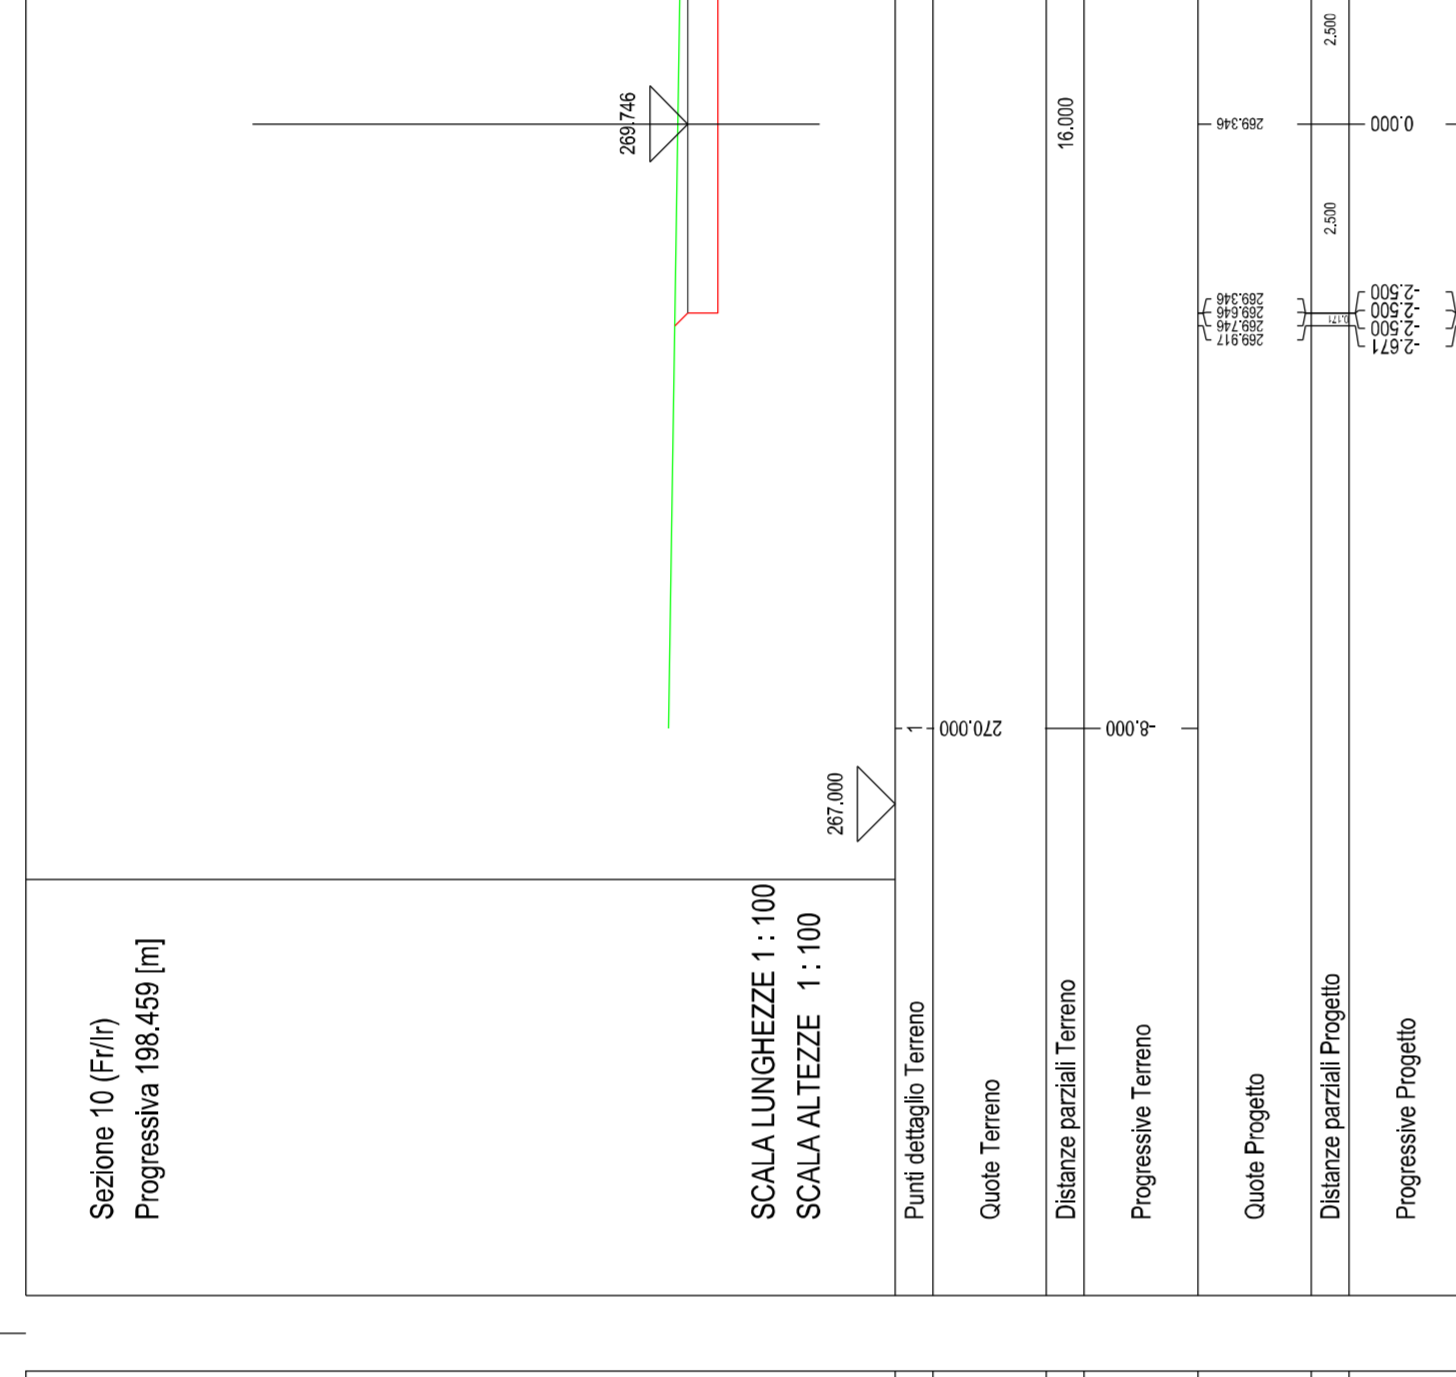 Sezione 10 (Fr/Ir)
Progressiva 198.459 [m]
269.746
SCALA LUNGHEZZE 1 : 100
SCALA ALTEZZE 1 : 100
267.000
Punti dettaglio Terreno
1
Quote Terreno
270.000
Distanze parziali Terreno
16.000
Progressive Terreno
-8.000
Quote Progetto
269.917
269.746
269.646
269.346
269.346
Distanze parziali Progetto
0.171
2.500
2.500
Progressive Progetto
-2.671
-2.500
-2.500
-2.500
0.000